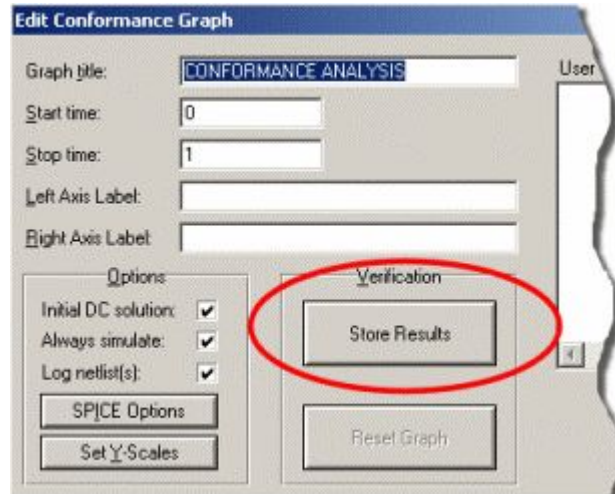 Edit Conformance Graph
Graph title: CONFORMANCE ANALYSIS
User
Start time: 0
Stop time: 1
Left Axis Label:
Right Axis Label:
Options
Initial DC solution:
Always simulate:
Log netlist(s):
SPICE Options
Set Y-Scales
Verification
Store Results
Reset Graph